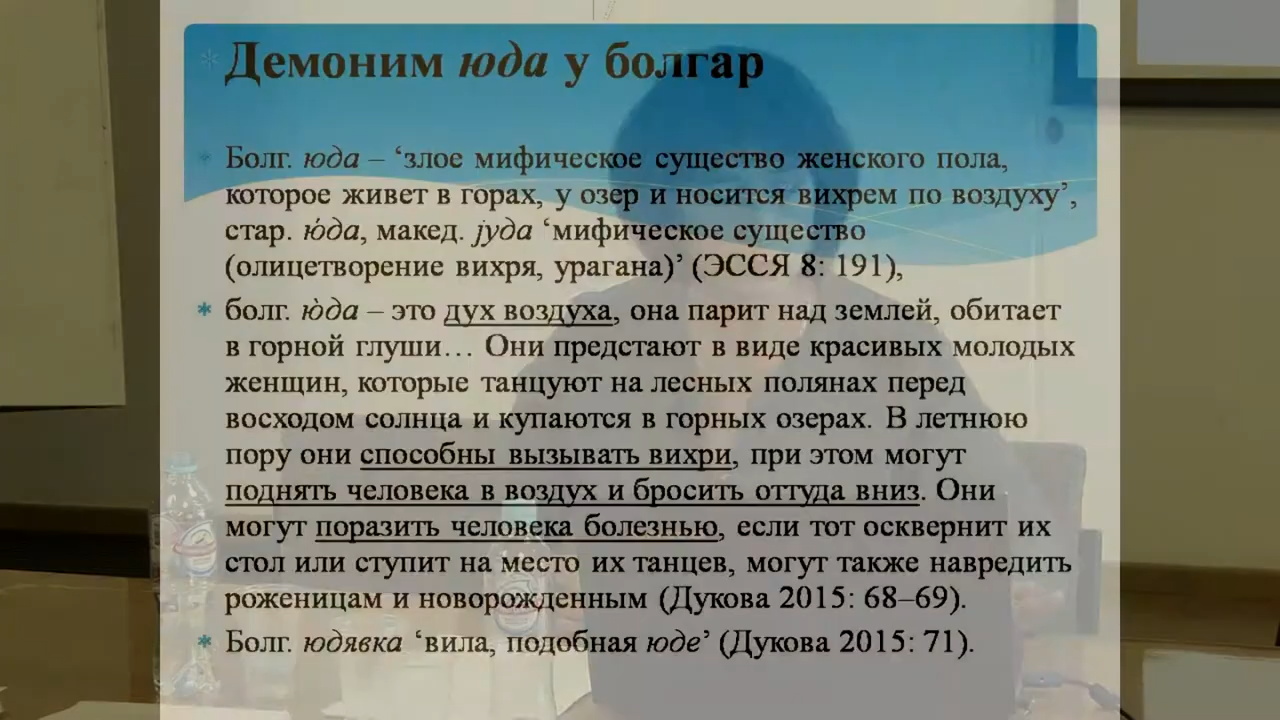 Демоним юда у болгар
Болг. юда – ‘злое мифическое существо женского пола,
которое живет в горах, у озер и носится вихрем по воздуху’,
стар. ю́да, макед. јуда ‘мифическое существо
(олицетворение вихря, урагана)’ (ЭССЯ 8: 191),
болг. ю̀да – это дух воздуха, она парит над землей, обитает
в горной глуши… Они предстают в виде красивых молодых
женщин, которые танцуют на лесных полянах перед
восходом солнца и купаются в горных озерах. В летнюю
пору они способны вызывать вихри, при этом могут
поднять человека в воздух и бросить оттуда вниз. Они
могут поразить человека болезнью, если тот осквернит их
стол или ступит на место их танцев, могут также навредить
роженицам и новорожденным (Дукова 2015: 68–69).
Болг. юдявка ‘вила, подобная юде’ (Дукова 2015: 71).